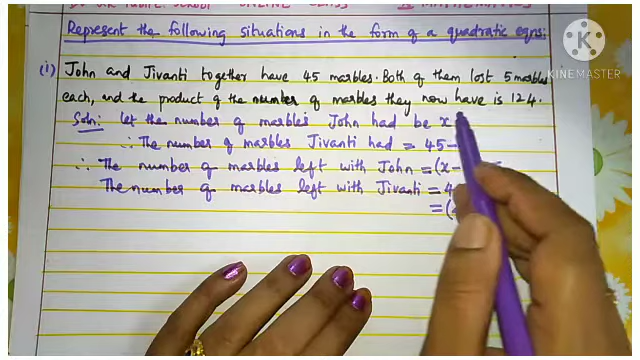 ONLINE CLASS X MATHEMATICS
Represent the following situations in the form of a quadratic eqns:
(i) John and Jivanti together have 45 marbles. Both of them lost 5 marbles
each, and the product of the number of marbles they now have is 124.
Soln: Let the number of marbles John had be x
∴ The number of marbles Jivanti had = 45-
∴ The number of marbles left with John = (x-
The number of marbles left with Jivanti = 4
= (
KINEMASTER